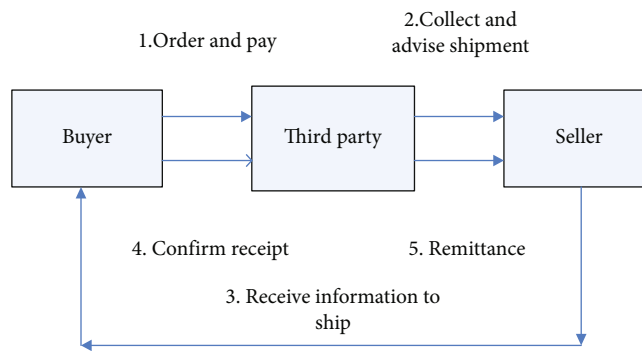 1.Order and pay
2.Collect and
advise shipment
Buyer
Third party
Seller
4. Confirm receipt
5. Remittance
3. Receive information to
ship